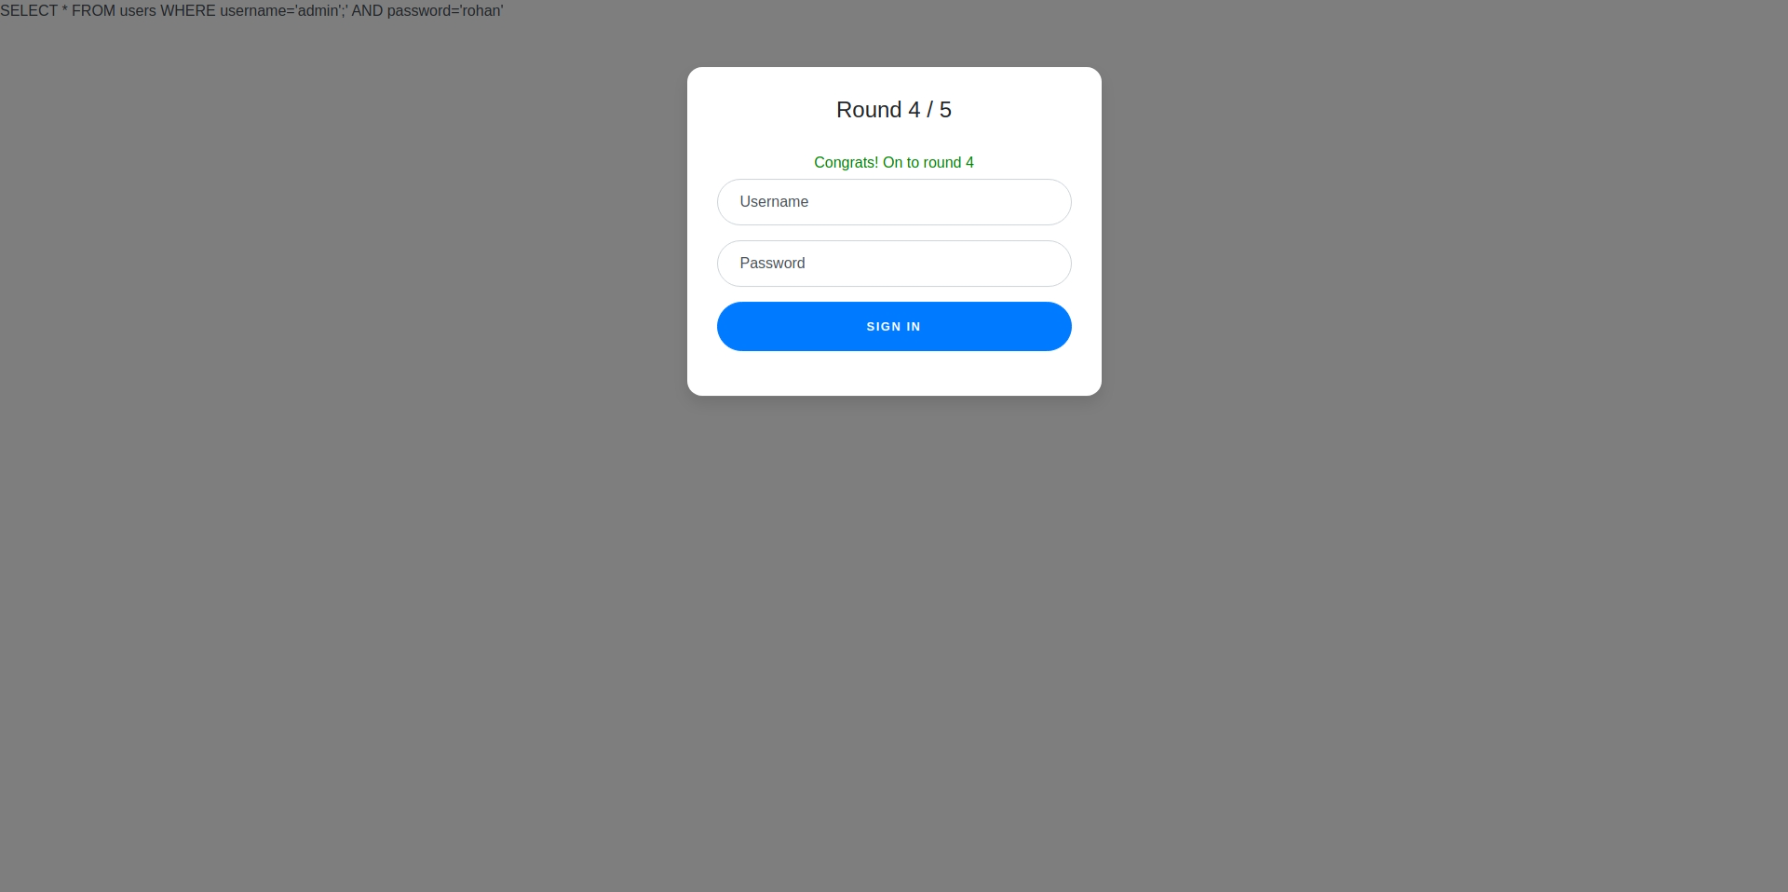 SELECT * FROM users WHERE username='admin';' AND password='rohan'
Round 4 / 5
Congrats! On to round 4
Username
Password
SIGN IN